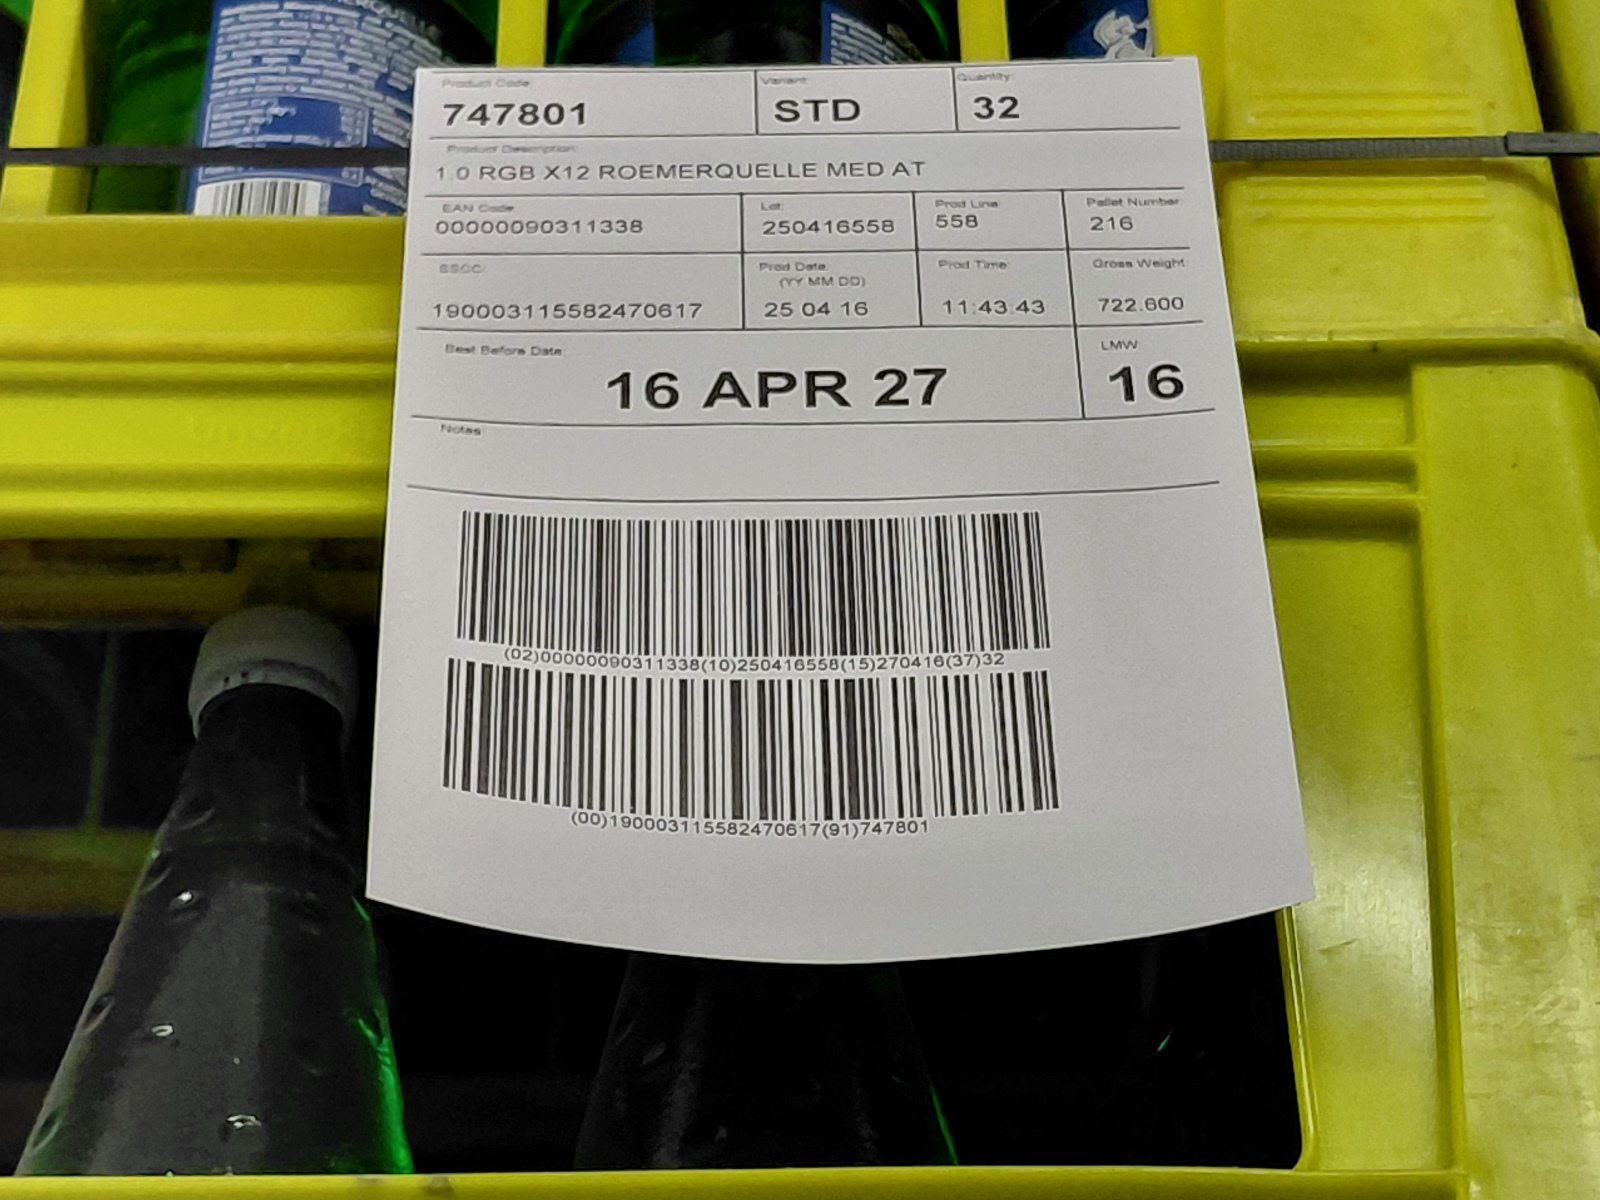 Product Code:
Variant:
Quantity:
747801
STD
32
Product Description:
1.0 RGB X12 ROEMERQUELLE MED AT
EAN Code
Lot:
Prod Line:
Pallet Number
00000090311338
250416558
558
216
SSCC:
Prod Date:
(YY MM DD)
Prod Time:
Gross Weight:
190003115582470617
25 04 16
11:43:43
722.600
Best Before Date:
LMW
16 APR 27
16
Notes:
(02)00000090311338(10)250416558(15)270416(37)32
(00)190003115582470617(91)747801